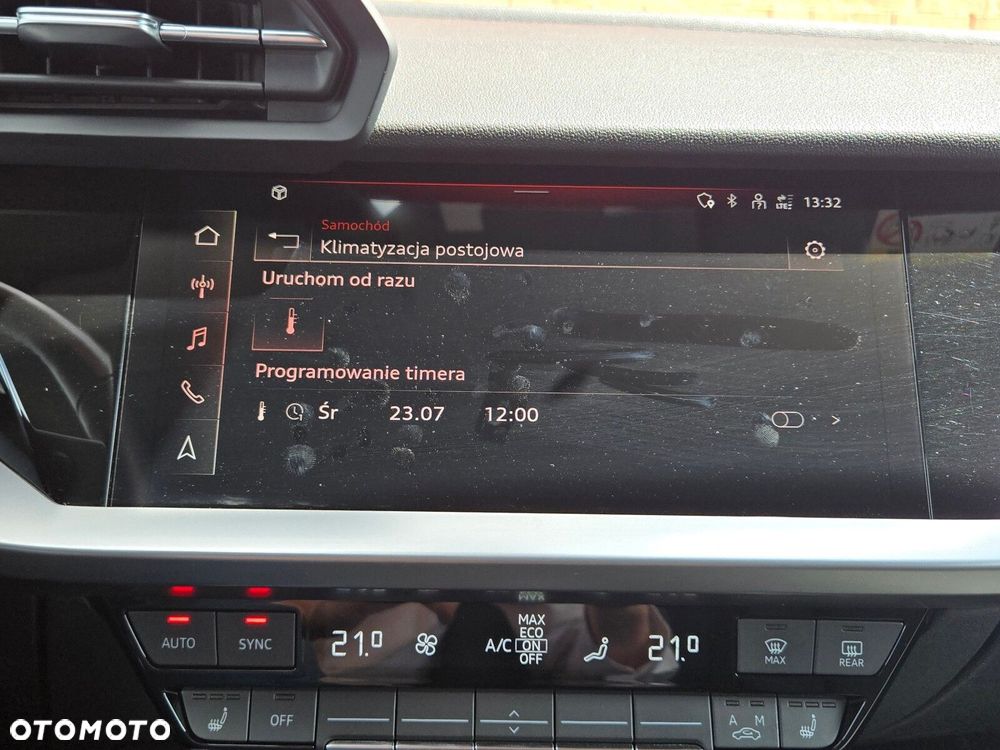 LTE
13:32
Samochód
Klimatyzacja postojowa
Uruchom od razu
Programowanie timera
Śr 23.07 12:00
MAX
ECO
A/C ON
OFF
AUTO
SYNC
21.0
21.0
MAX
REAR
OFF
A M
OTOMOTO